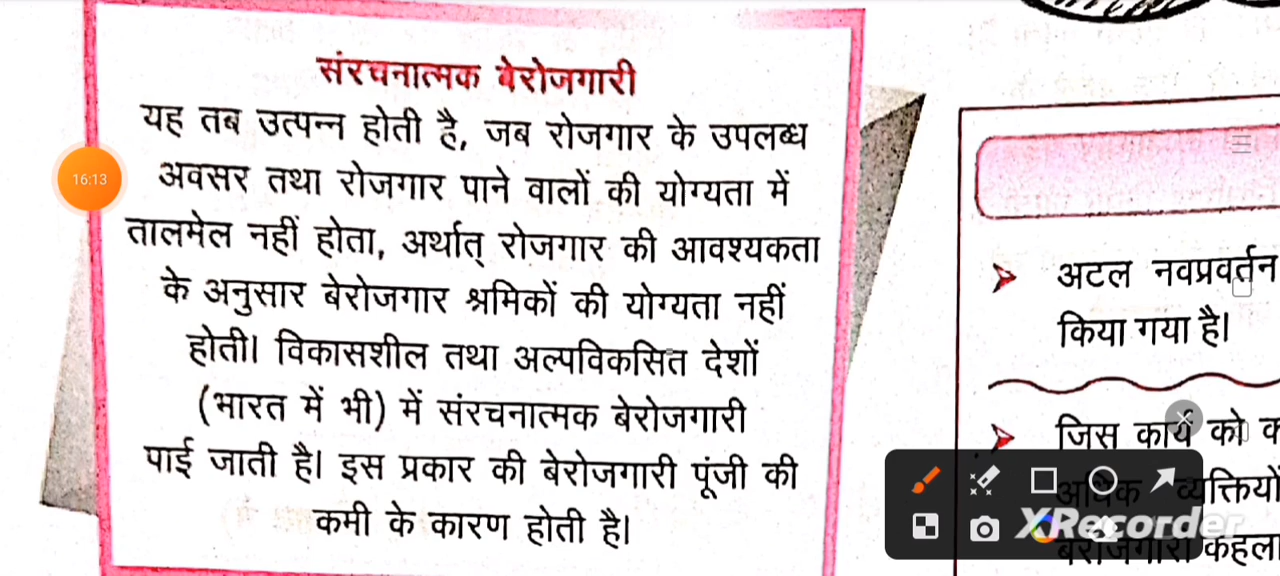 संरचनात्मक बेरोजगारी
यह तब उत्पन्न होती है, जब रोजगार के उपलब्ध
अवसर तथा रोजगार पाने वालों की योग्यता में
तालमेल नहीं होता, अर्थात् रोजगार की आवश्यकता
के अनुसार बेरोजगार श्रमिकों की योग्यता नहीं
होती। विकासशील तथा अल्पविकसित देशों
(भारत में भी) में संरचनात्मक बेरोजगारी
पाई जाती है। इस प्रकार की बेरोजगारी पूंजी की
कमी के कारण होती है।
16:13
अटल नवप्रवर्तन
किया गया है।
जिस कार्य को
व्यक्तियों
बेरोजगारी कहला
XRecorder